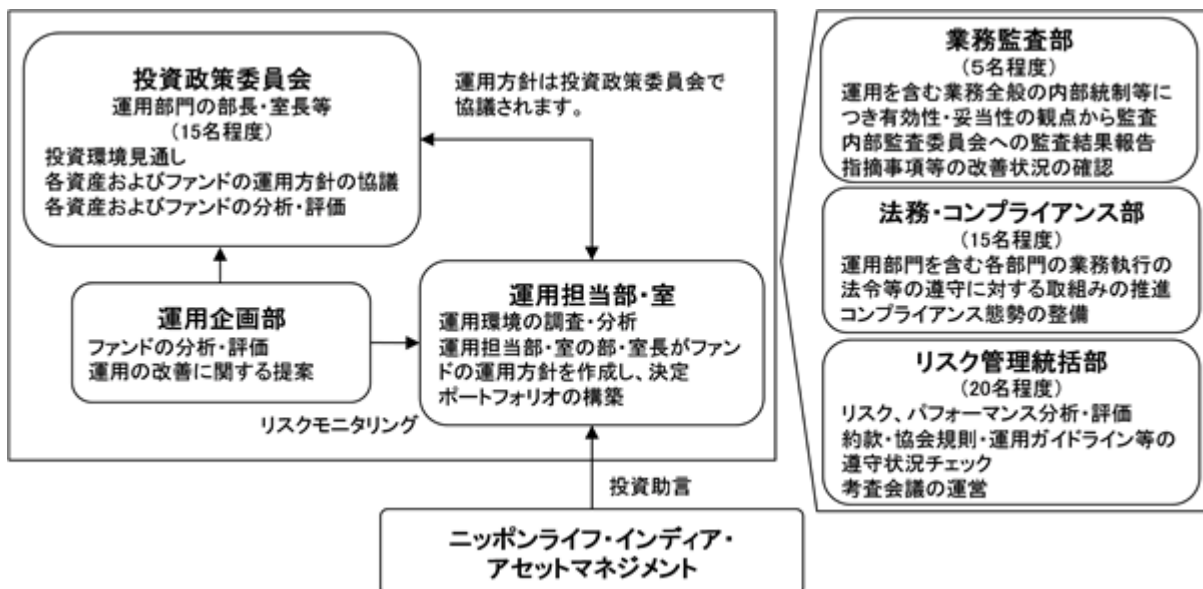 投資政策委員会
運用部門の部長・室長等
(15名程度)
投資環境見通し
各資産およびファンドの運用方針の協議
各資産およびファンドの分析・評価
運用方針は投資政策委員会で
協議されます。
運用企画部
ファンドの分析・評価
運用の改善に関する提案
リスクモニタリング
運用担当部・室
運用環境の調査・分析
運用担当部・室の部・室長がファン
ドの運用方針を作成し、決定
ポートフォリオの構築
投資助言
ニッポンライフ・インディア・
アセットマネジメント
業務監査部
(5名程度)
運用を含む業務全般の内部統制等に
つき有効性・妥当性の観点から監査
内部監査委員会への監査結果報告
指摘事項等の改善状況の確認
法務・コンプライアンス部
(15名程度)
運用部門を含む各部門の業務執行の
法令等の遵守に対する取組みの推進
コンプライアンス態勢の整備
リスク管理統括部
(20名程度)
リスク、パフォーマンス分析・評価
約款・協会規則・運用ガイドライン等の
遵守状況チェック
考査会議の運営